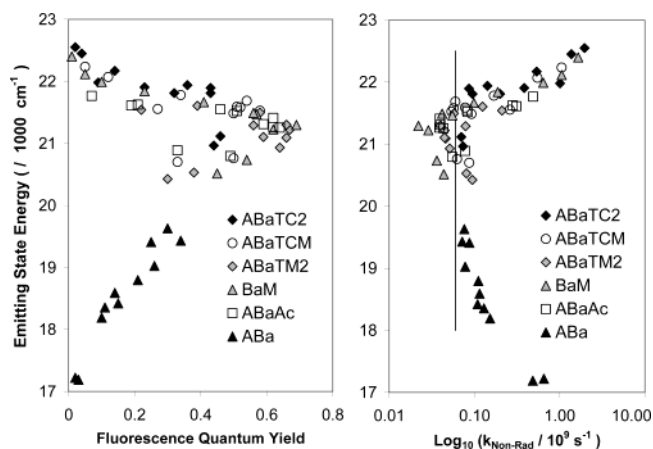 Emitting State Energy ( / 1000 cm⁻¹)
23
22
21
20
19
18
17
0
0.2
0.4
0.6
0.8
Fluorescence Quantum Yield
ABaTC2
ABaTCM
ABaTM2
BaM
ABaAc
ABa
23
22
21
20
19
18
17
0.01
0.10
1.00
10.00
Log₁₀ (k_Non-Rad / 10⁹ s⁻¹)
ABaTC2
ABaTCM
ABaTM2
BaM
ABaAc
ABa